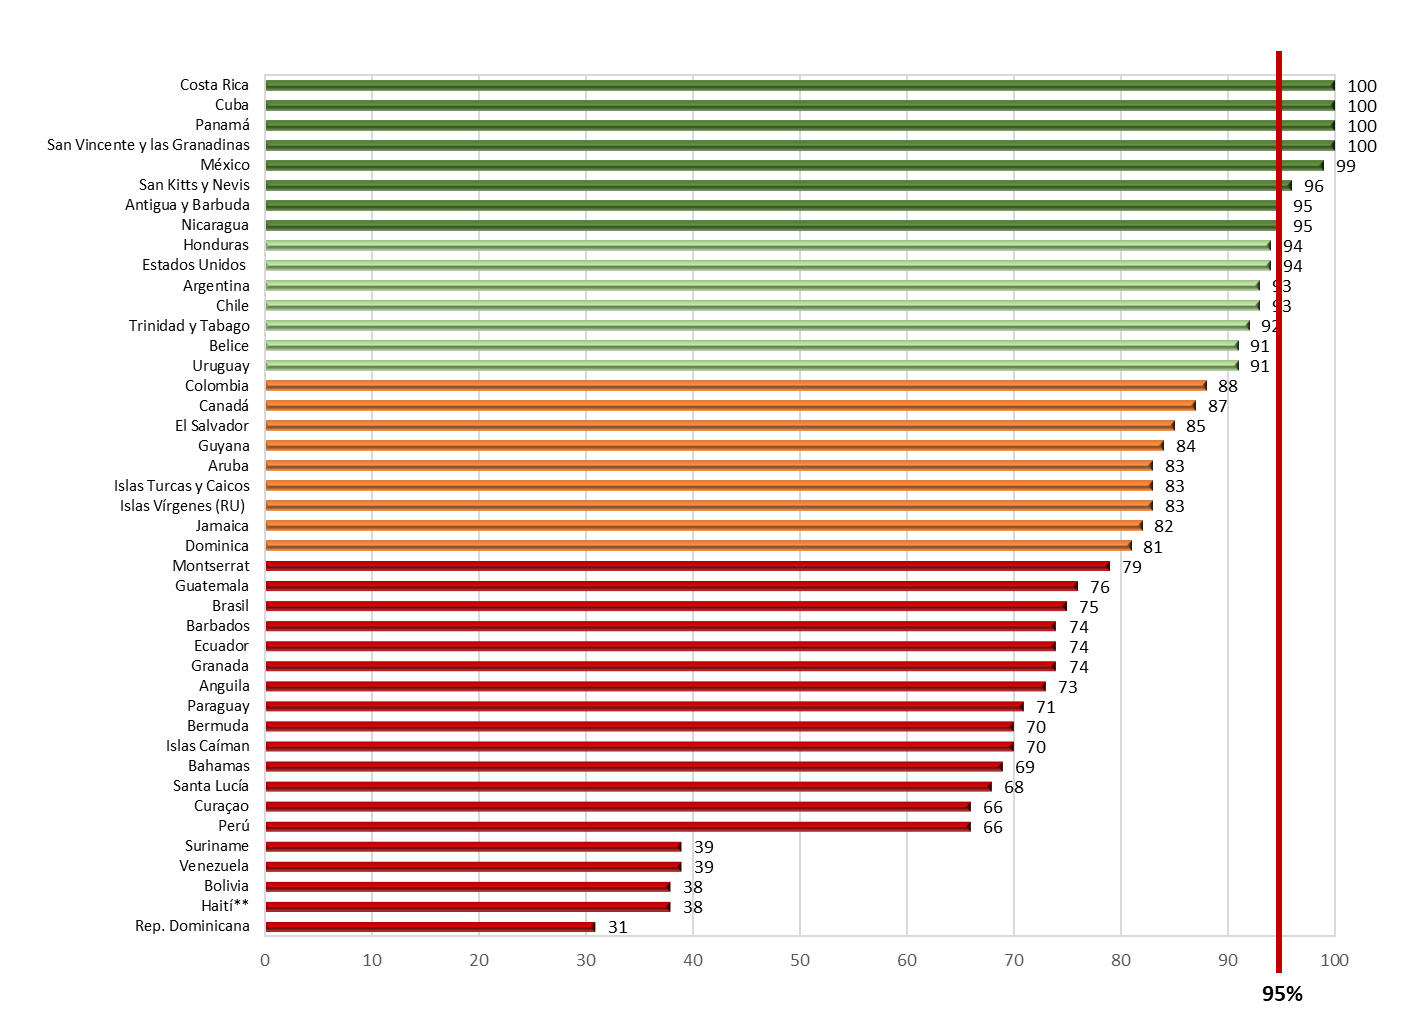 Costa Rica 100
Cuba 100
Panamá 100
San Vincente y las Granadinas 100
México 99
San Kitts y Nevis 96
Antigua y Barbuda 95
Nicaragua 95
Honduras 94
Estados Unidos 94
Argentina 93
Chile 93
Trinidad y Tabago 92
Belice 91
Uruguay 91
Colombia 88
Canadá 87
El Salvador 85
Guyana 84
Aruba 83
Islas Turcas y Caicos 83
Islas Vírgenes (RU) 83
Jamaica 82
Dominica 81
Montserrat 79
Guatemala 76
Brasil 75
Barbados 74
Ecuador 74
Granada 74
Anguila 73
Paraguay 71
Bermuda 70
Islas Caíman 70
Bahamas 69
Santa Lucía 68
Curaçao 66
Perú 66
Suriname 39
Venezuela 39
Bolivia 38
Haití** 38
Rep. Dominicana 31
0 10 20 30 40 50 60 70 80 90 100
95%